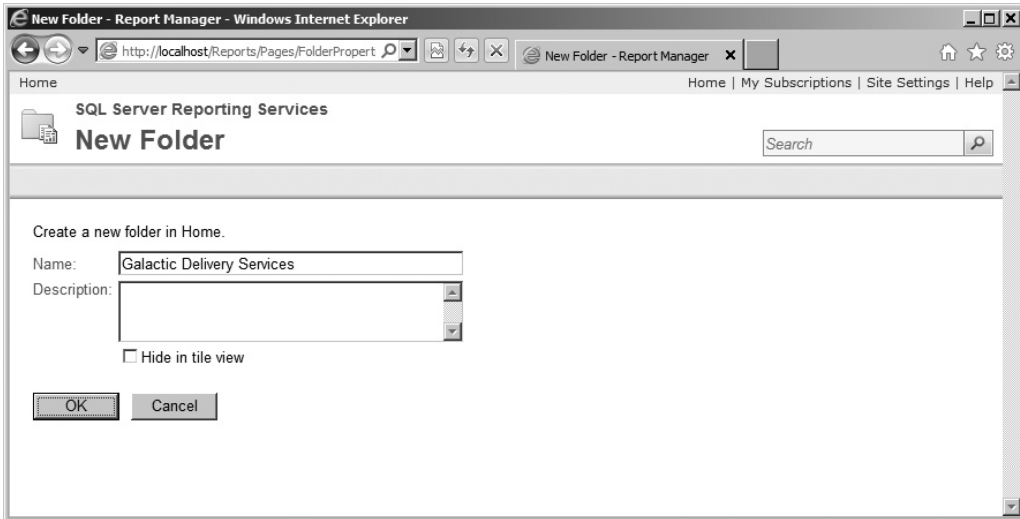 New Folder - Report Manager - Windows Internet Explorer
http://localhost/Reports/Pages/FolderPropert
New Folder - Report Manager
Home
Home | My Subscriptions | Site Settings | Help
SQL Server Reporting Services
New Folder
Search
Create a new folder in Home.
Name: Galactic Delivery Services
Description:
Hide in tile view
OK Cancel